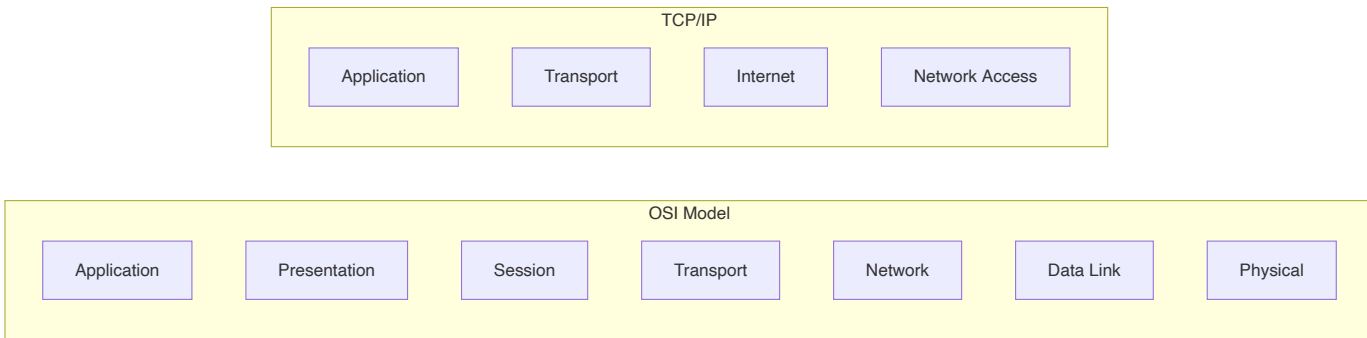 TCP/IP
Application
Transport
Internet
Network Access
OSI Model
Application
Presentation
Session
Transport
Network
Data Link
Physical